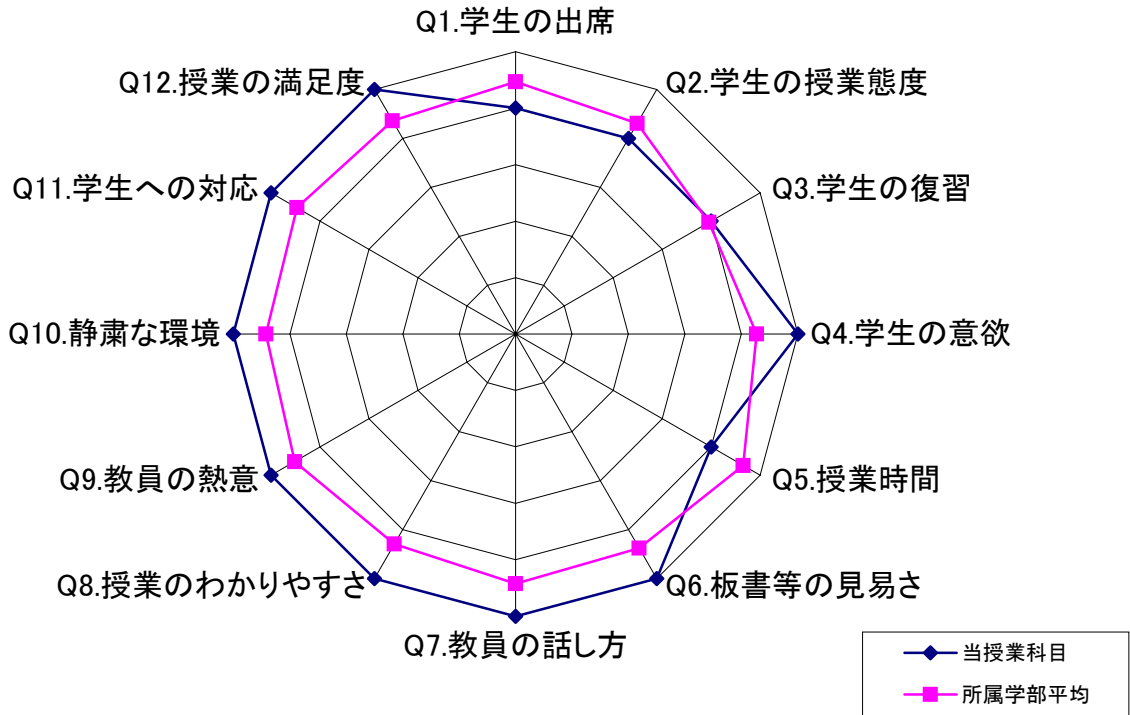 Q1.学生の出席
Q2.学生の授業態度
Q3.学生の復習
Q4.学生の意欲
Q5.授業時間
Q6.板書等の見易さ
Q7.教員の話し方
Q8.授業のわかりやすさ
Q9.教員の熱意
Q10.静粛な環境
Q11.学生への対応
Q12.授業の満足度
当授業科目
所属学部平均